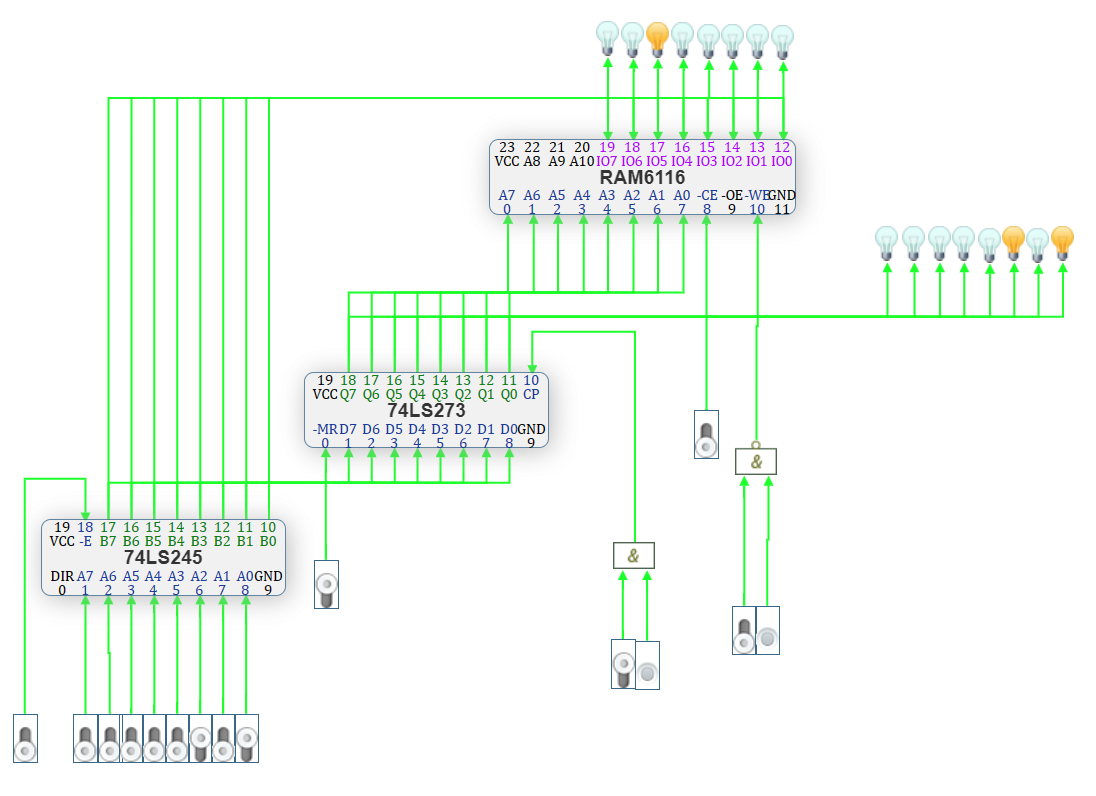 23 22 21 20 19 18 17 16 15 14 13 12
VCC A8 A9 A10 IO7 IO6 IO5 IO4 IO3 IO2 IO1 IO0
RAM6116
A7 A6 A5 A4 A3 A2 A1 A0 -CE -OE -WE GND
0 1 2 3 4 5 6 7 8 9 10 11
19 18 17 16 15 14 13 12 11 10
VCC Q7 Q6 Q5 Q4 Q3 Q2 Q1 Q0 CP
74LS273
-MR D7 D6 D5 D4 D3 D2 D1 D0 GND
0 1 2 3 4 5 6 7 8 9
&
19 18 17 16 15 14 13 12 11 10
VCC -E B7 B6 B5 B4 B3 B2 B1 B0
74LS245
&
DIR A7 A6 A5 A4 A3 A2 A1 A0 GND
0 1 2 3 4 5 6 7 8 9